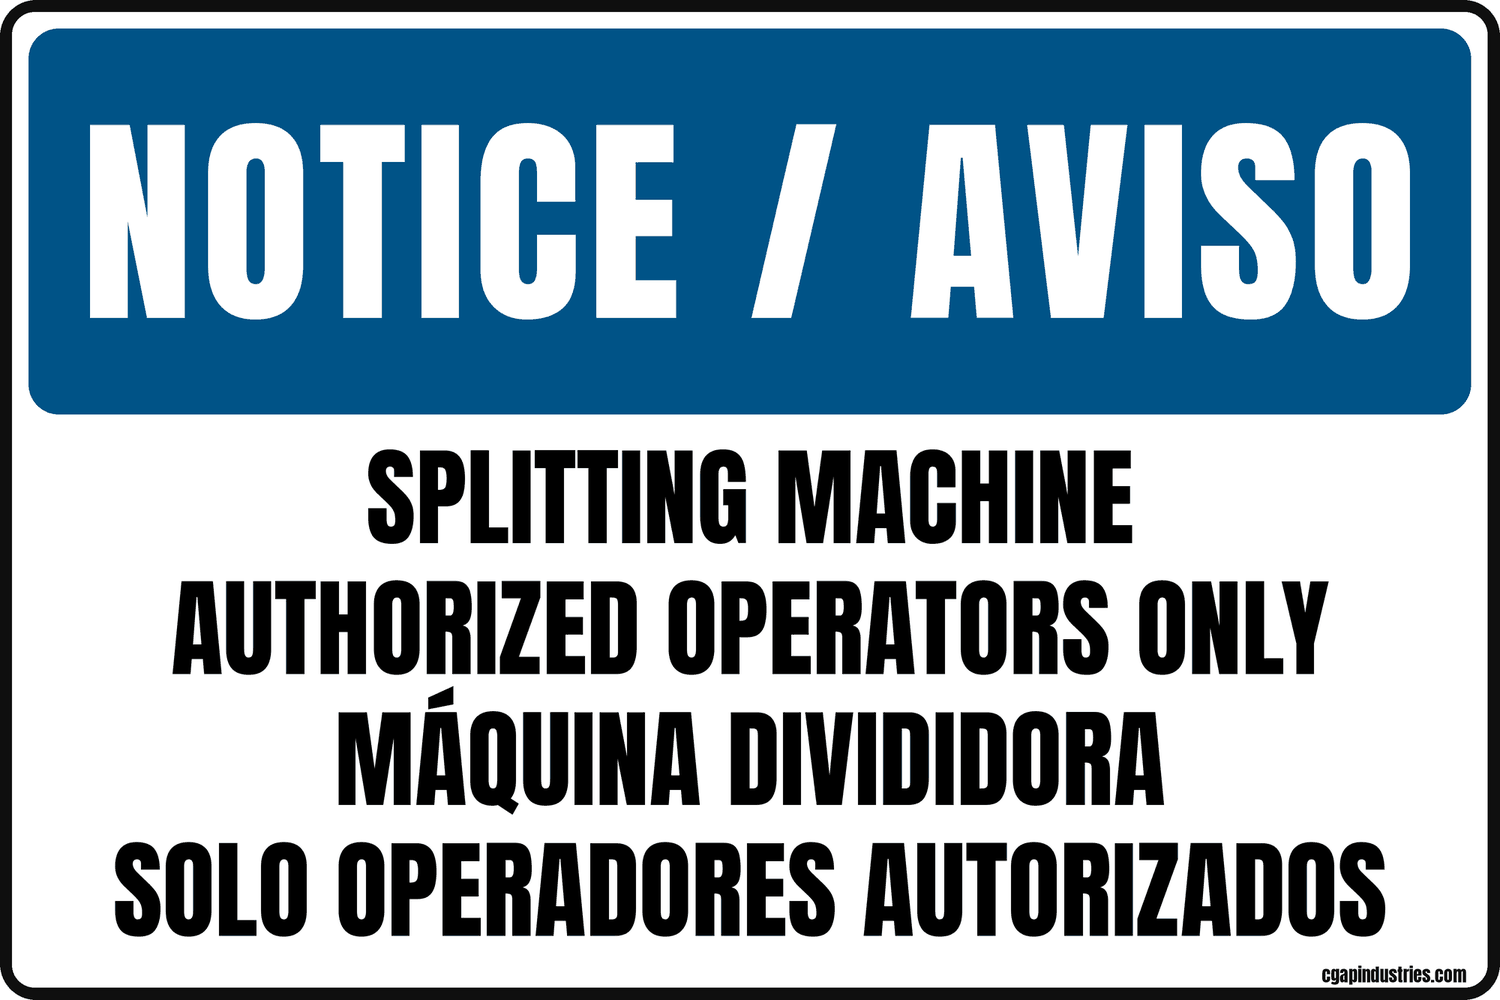 NOTICE / AVISO
SPLITTING MACHINE
AUTHORIZED OPERATORS ONLY
MÁQUINA DIVIDIDORA
SOLO OPERADORES AUTORIZADOS
cgapindustries.com